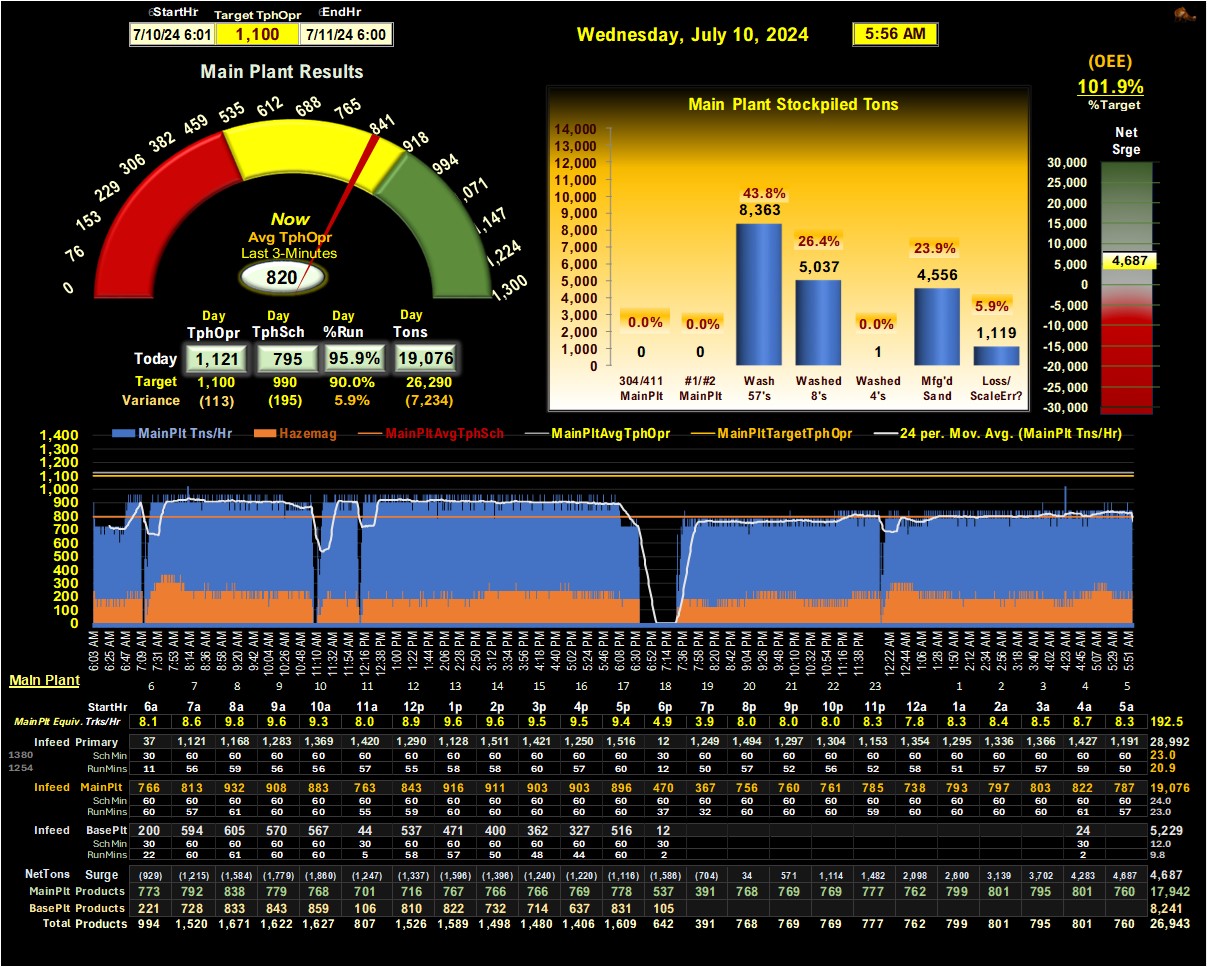 StartHr Target TphOpr EndHr
7/10/24 6:01 1,100 7/11/24 6:00
Wednesday, July 10, 2024 5:56 AM
(OEE)
101.9%
%Target
Main Plant Results
0 76 153 229 306 382 459 535 612 688 765 841 918 994 ,071 ,147 1,224 1,300
Now
Avg TphOpr
Last 3-Minutes
820
Day Day Day Day
TphOpr TphSch %Run Tons
Today 1,121 795 95.9% 19,076
Target 1,100 990 90.0% 26,290
Variance (113) (195) 5.9% (7,234)
Main Plant Stockpiled Tons
14,000
13,000
12,000
11,000
10,000
9,000
8,000
7,000
6,000
5,000
4,000
3,000
2,000
1,000
0
0.0% 0.0% 43.8% 26.4% 0.0% 23.9% 5.9%
0 0 8,363 5,037 1 4,556 1,119
304/411 #1/#2 Wash Washed Washed Mfg'd Loss/
MainPlt MainPlt 57's 8's 4's Sand ScaleErr?
Net
Srge
30,000
25,000
20,000
15,000
10,000
5,000
0
-5,000
-10,000
-15,000
-20,000
-25,000
-30,000
4,687
MainPlt Tns/Hr Hazemag MainPltAvgTphSch MainPltAvgTphOpr MainPltTargetTphOpr 24 per. Mov. Avg. (MainPlt Tns/Hr)
1,400
1,300
1,200
1,100
1,000
900
800
700
600
500
400
300
200
100
0
6:03 AM 6:25 AM 6:47 AM 7:09 AM 7:31 AM 7:53 AM 8:14 AM 8:36 AM 8:58 AM 9:20 AM 9:42 AM 10:04 AM 10:26 AM 10:48 AM 11:10 AM 11:32 AM 11:54 AM 12:16 PM 12:38 PM 1:00 PM 1:22 PM 1:44 PM 2:06 PM 2:28 PM 2:50 PM 3:12 PM 3:34 PM 3:56 PM 4:18 PM 4:40 PM 5:02 PM 5:24 PM 5:46 PM 6:08 PM 6:30 PM 6:52 PM 7:14 PM 7:36 PM 7:58 PM 8:20 PM 8:42 PM 9:04 PM 9:26 PM 9:48 PM 10:10 PM 10:32 PM 10:54 PM 11:16 PM 11:38 PM 12:22 AM 12:44 AM 1:06 AM 1:28 AM 1:50 AM 2:12 AM 2:34 AM 2:56 AM 3:18 AM 3:40 AM 4:02 AM 4:23 AM 4:45 AM 5:07 AM 5:29 AM 5:51 AM
Main Plant
6 7 8 9 10 11 12 13 14 15 16 17 18 19 20 21 22 23 1 2 3 4 5
StartHr 6a 7a 8a 9a 10a 11a 12p 1p 2p 3p 4p 5p 6p 7p 8p 9p 10p 11p 12a 1a 2a 3a 4a 5a
MainPlt Equiv. Trks/Hr 8.1 8.6 9.8 9.6 9.3 8.0 8.9 9.6 9.6 9.5 9.5 9.4 4.9 3.9 8.0 8.0 8.0 8.3 7.8 8.3 8.4 8.5 8.7 8.3 192.5
Infeed Primary 37 1,121 1,168 1,283 1,369 1,420 1,290 1,128 1,511 1,421 1,250 1,516 12 1,249 1,494 1,297 1,304 1,153 1,354 1,295 1,336 1,366 1,427 1,191 28,992
1380 SchMin 30 60 60 60 60 60 60 60 60 60 60 60 30 60 60 60 60 60 60 60 60 60 60 60 23.0
1254 RunMins 11 56 59 56 56 57 55 58 58 60 57 60 12 50 57 52 56 52 58 51 57 57 59 50 20.9
Infeed MainPlt 766 813 932 908 883 763 843 916 911 903 903 896 470 367 756 760 761 785 738 793 797 803 822 787 19,076
SchMin 60 60 60 60 60 60 60 60 60 60 60 60 60 60 60 60 60 60 60 60 60 60 60 60 24.0
RunMins 60 57 61 60 60 55 59 60 60 60 60 60 37 32 60 60 60 59 60 60 60 60 61 57 23.0
Infeed BasePlt 200 594 605 570 567 44 537 471 400 362 327 516 12 24 5,229
SchMin 60 60 60 60 60 30 60 60 60 60 60 60 30 30 12.0
RunMins 22 60 61 60 60 5 58 57 50 48 44 60 2 2 9.8
NetTons Surge (929) (1,215) (1,584) (1,779) (1,860) (1,247) (1,337) (1,596) (1,396) (1,240) (1,220) (1,116) (1,586) (704) 34 571 1,114 1,482 2,098 2,600 3,139 3,702 4,283 4,687 4,687
MainPlt Products 773 792 838 779 768 701 716 767 766 766 769 778 537 391 768 769 769 777 762 799 801 795 801 760 17,942
BasePlt Products 221 728 833 843 859 106 810 822 732 714 637 831 105 8,241
Total Products 994 1,520 1,671 1,622 1,627 807 1,526 1,589 1,498 1,480 1,406 1,609 642 391 768 769 769 777 762 799 801 795 801 760 26,943